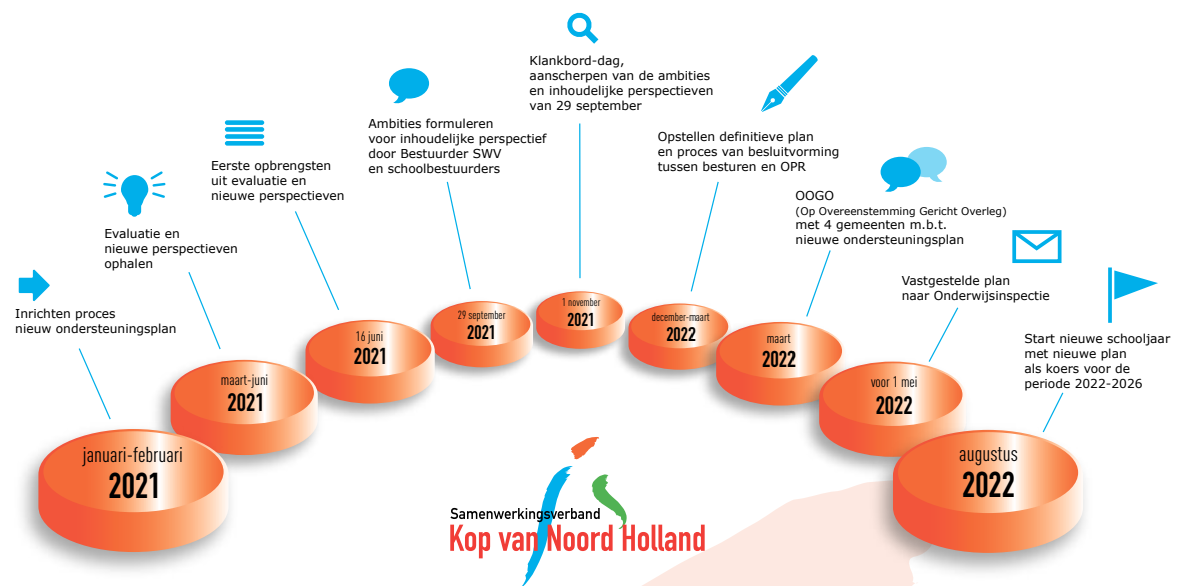 Inrichten proces
nieuw ondersteuningsplan
januari-februari
2021
Evaluatie en
nieuwe perspectieven
ophalen
maart-juni
2021
Eerste opbrengsten
uit evaluatie en
nieuwe perspectieven
16 juni
2021
Ambities formuleren
voor inhoudelijke perspectief
door Bestuurder SWV
en schoolbestuurders
29 september
2021
Klankbord-dag,
aanscherpen van de ambities
en inhoudelijke perspectieven
van 29 september
1 november
2021
Opstellen definitieve plan
en proces van besluitvorming
tussen besturen en OPR
december-maart
2022
OOGO
(Op Overeenstemming Gericht Overleg)
met 4 gemeenten m.b.t.
nieuwe ondersteuningsplan
maart
2022
Vastgestelde plan
naar Onderwijsinspectie
voor 1 mei
2022
Start nieuwe schooljaar
met nieuwe plan
als koers voor de
periode 2022-2026
augustus
2022
Samenwerkingsverband
Kop van Noord Holland